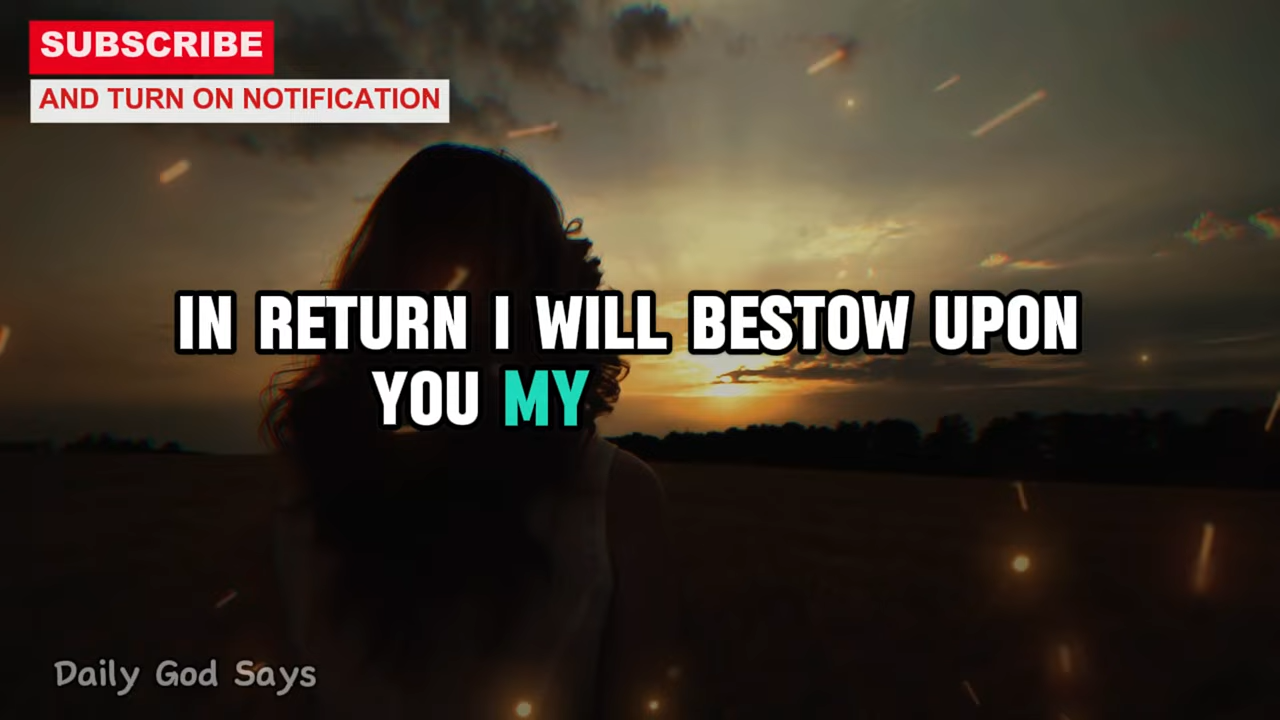 SUBSCRIBE
AND TURN ON NOTIFICATION
IN RETURN I WILL BESTOW UPON
YOU MY
Daily God Says